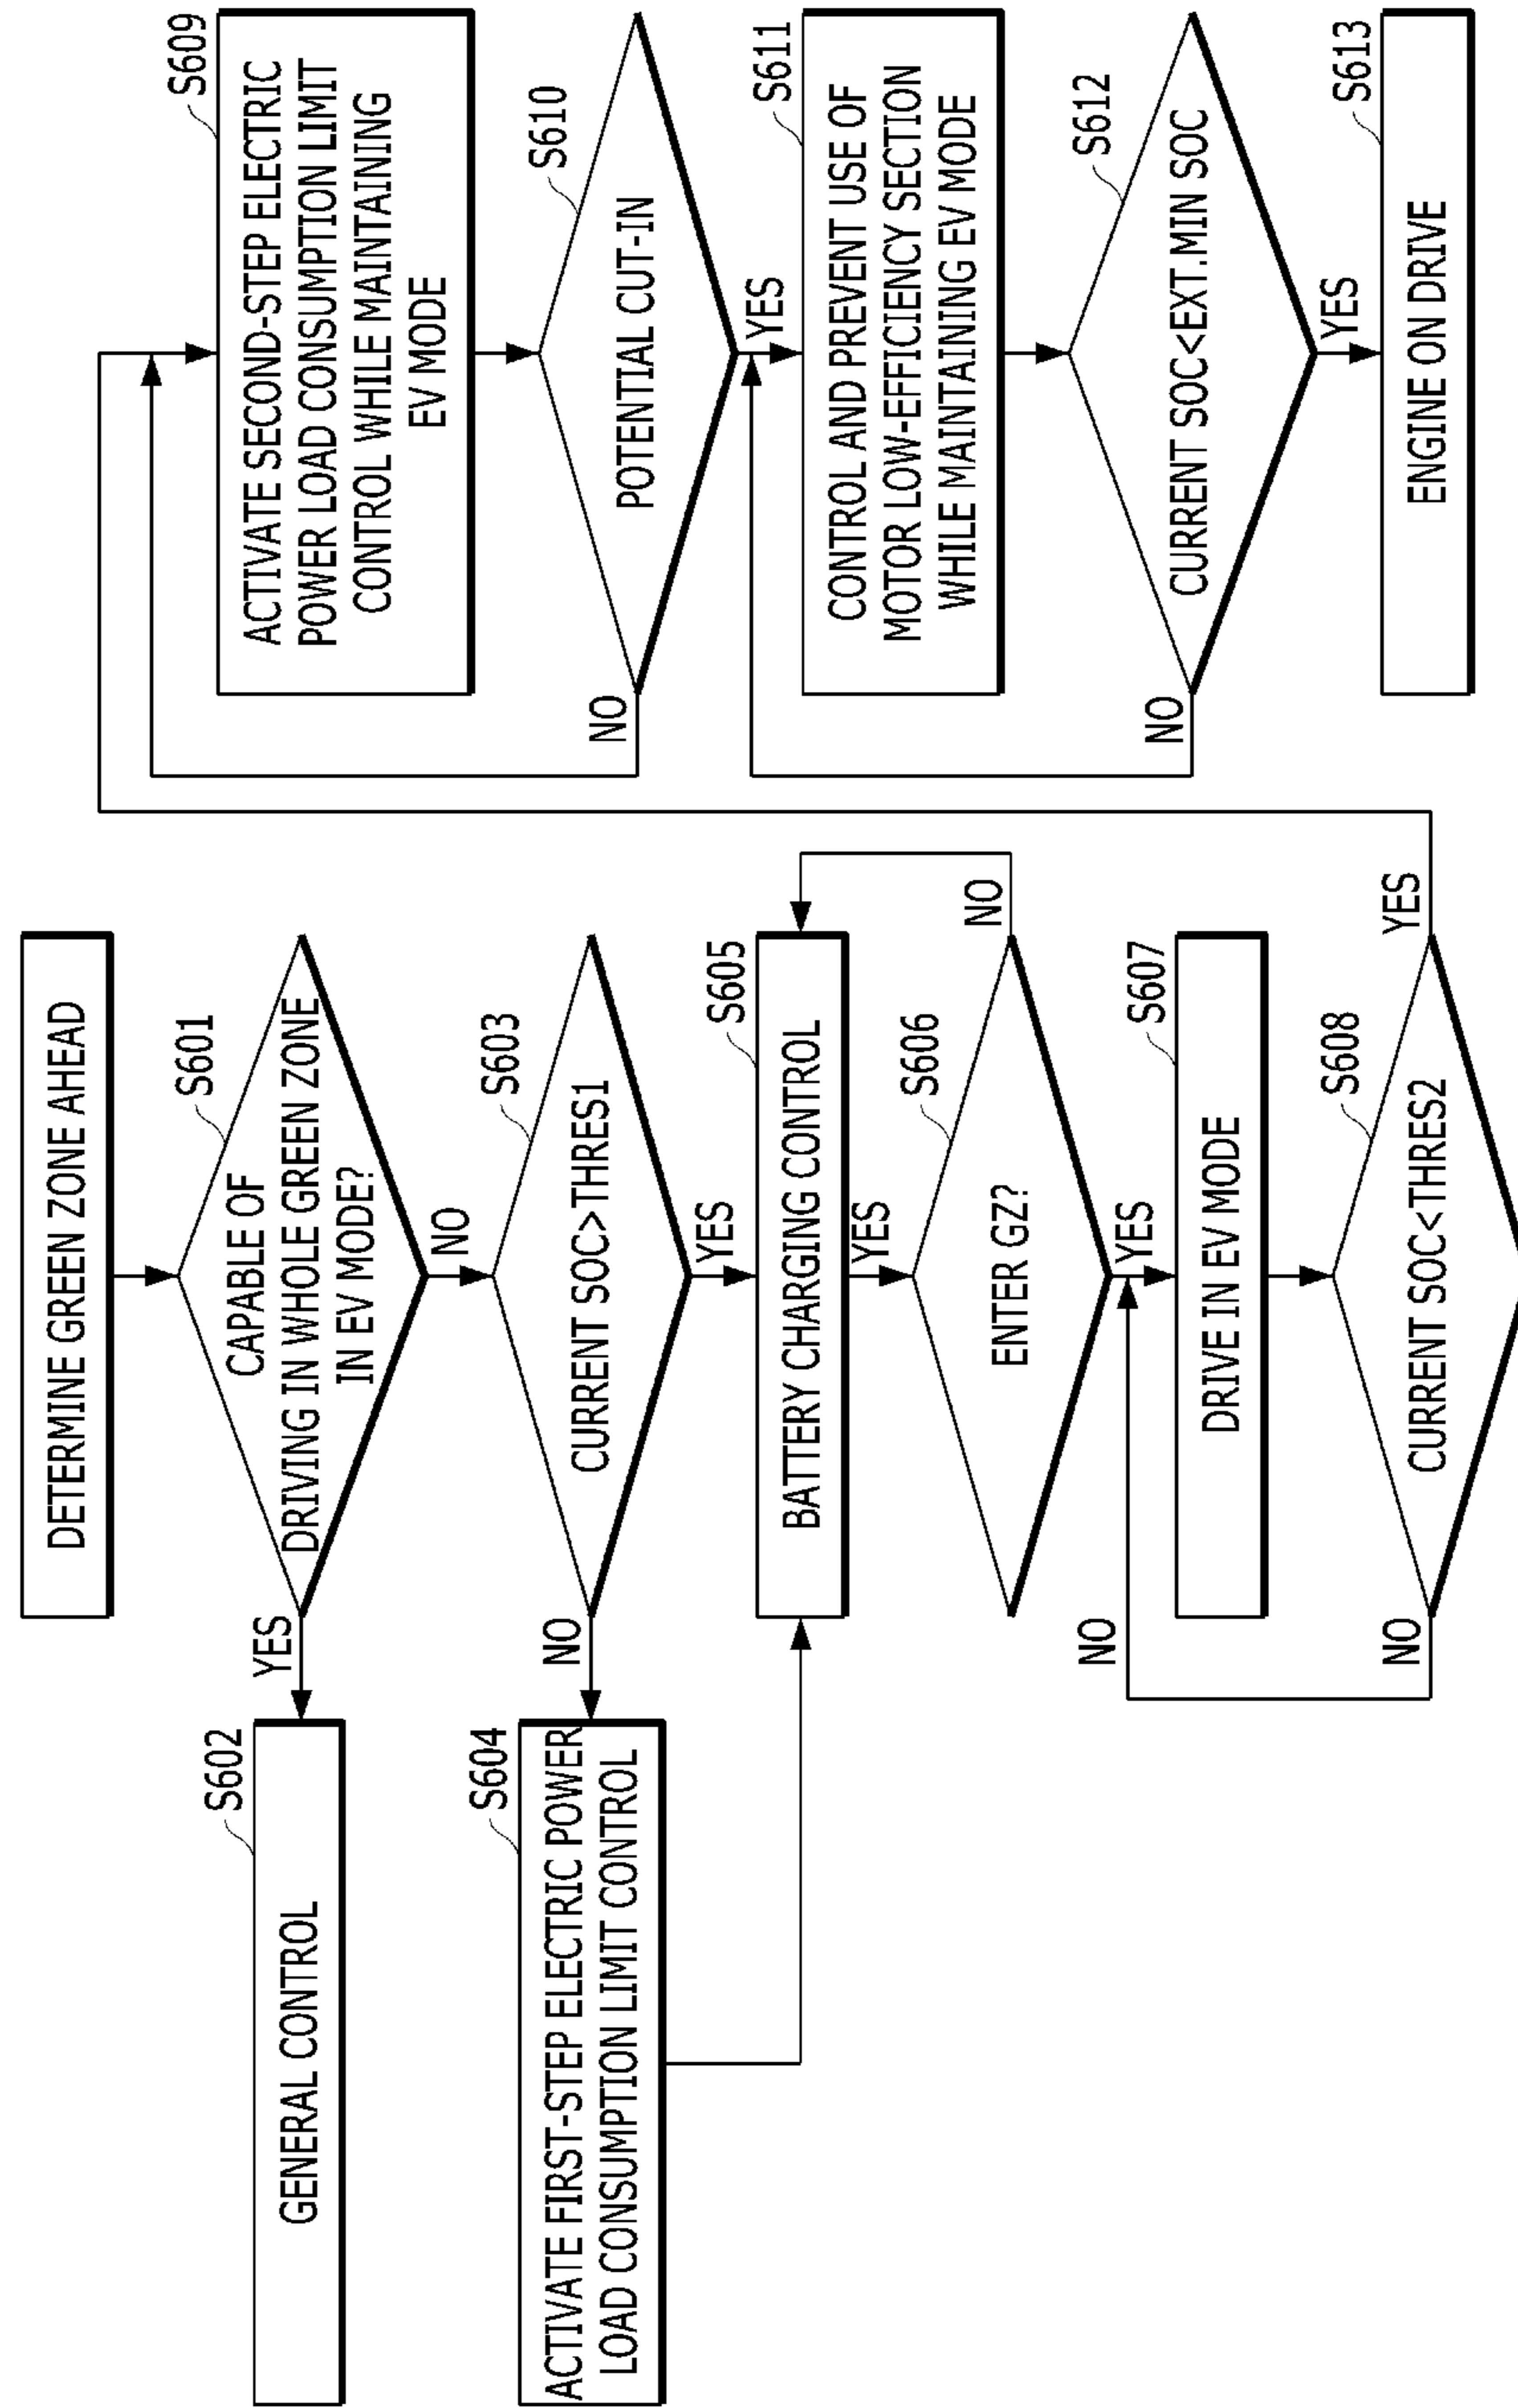 DETERMINE GREEN ZONE AHEAD
S601
CAPABLE OF
DRIVING IN WHOLE GREEN ZONE
IN EV MODE?
YES
NO
S602
GENERAL CONTROL
S603
CURRENT SOC>THRES1
NO
YES
S604
ACTIVATE FIRST-STEP ELECTRIC POWER
LOAD CONSUMPTION LIMIT CONTROL
S605
BATTERY CHARGING CONTROL
YES
S606
ENTER GZ?
NO
YES
NO
S607
DRIVE IN EV MODE
S608
CURRENT SOC<THRES2
NO
YES
S609
ACTIVATE SECOND-STEP ELECTRIC
POWER LOAD CONSUMPTION LIMIT
CONTROL WHILE MAINTAINING
EV MODE
S610
POTENTIAL CUT-IN
NO
YES
S611
CONTROL AND PREVENT USE OF
MOTOR LOW-EFFICIENCY SECTION
WHILE MAINTAINING EV MODE
S612
CURRENT SOC<EXT.MIN SOC
NO
YES
S613
ENGINE ON DRIVE